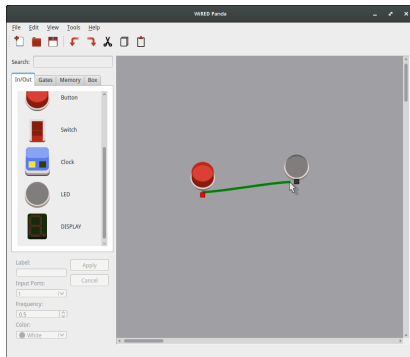 WiRED Panda
File Edit View Tools Help
Search:
In/Out Gates Memory Box
Button
Switch
Clock
LED
DISPLAY
Label:
Apply
Input Ports:
Cancel
1
Frequency:
0.5
Color:
White